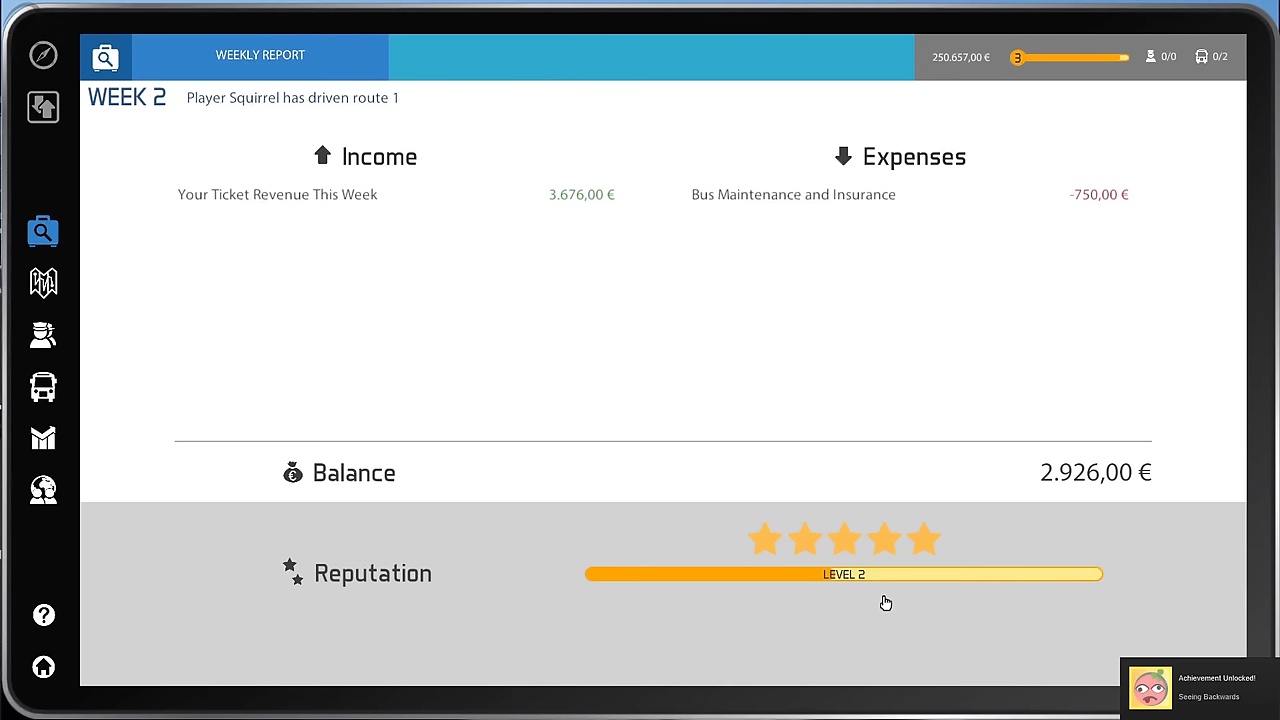 WEEKLY REPORT
250.657,00 €
3
0/0
0/2
WEEK 2
Player Squirrel has driven route 1
Income
Expenses
Your Ticket Revenue This Week
3.676,00 €
Bus Maintenance and Insurance
-750,00 €
Balance
2.926,00 €
Reputation
LEVEL 2
Achievement Unlocked!
Seeing Backwards